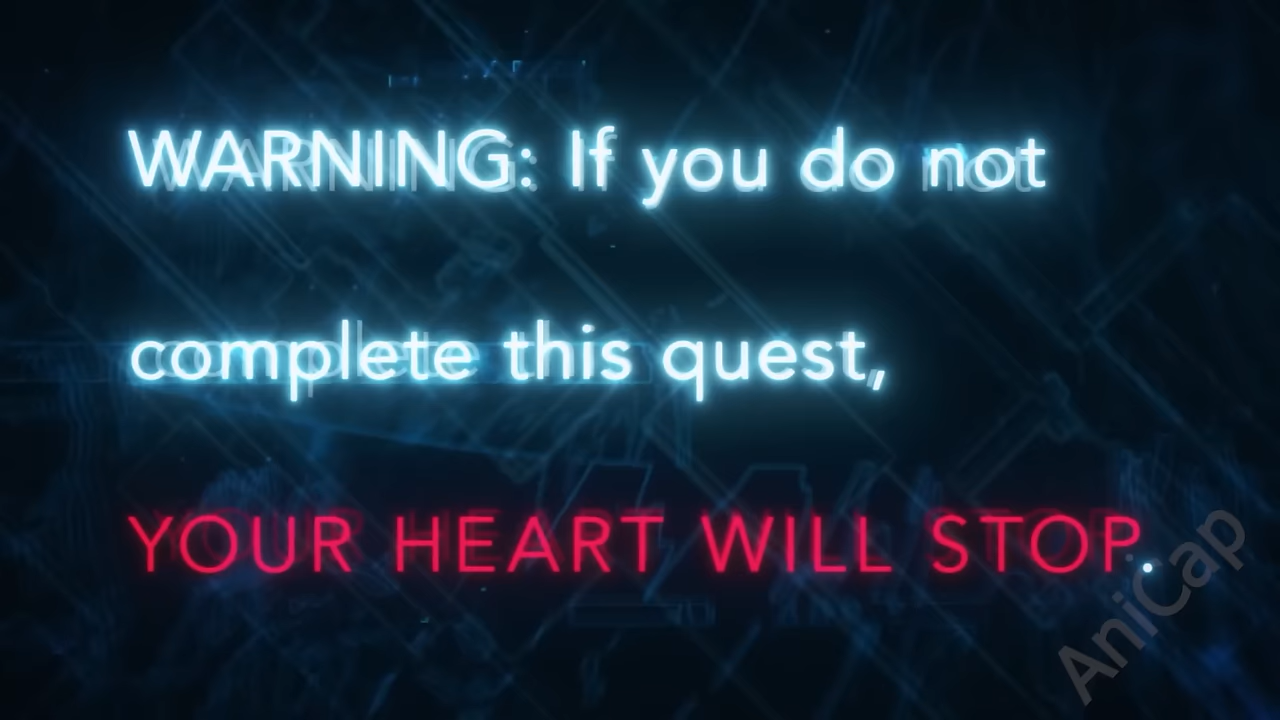 WARNING: If you do not
complete this quest,
YOUR HEART WILL STOP.
AniCap